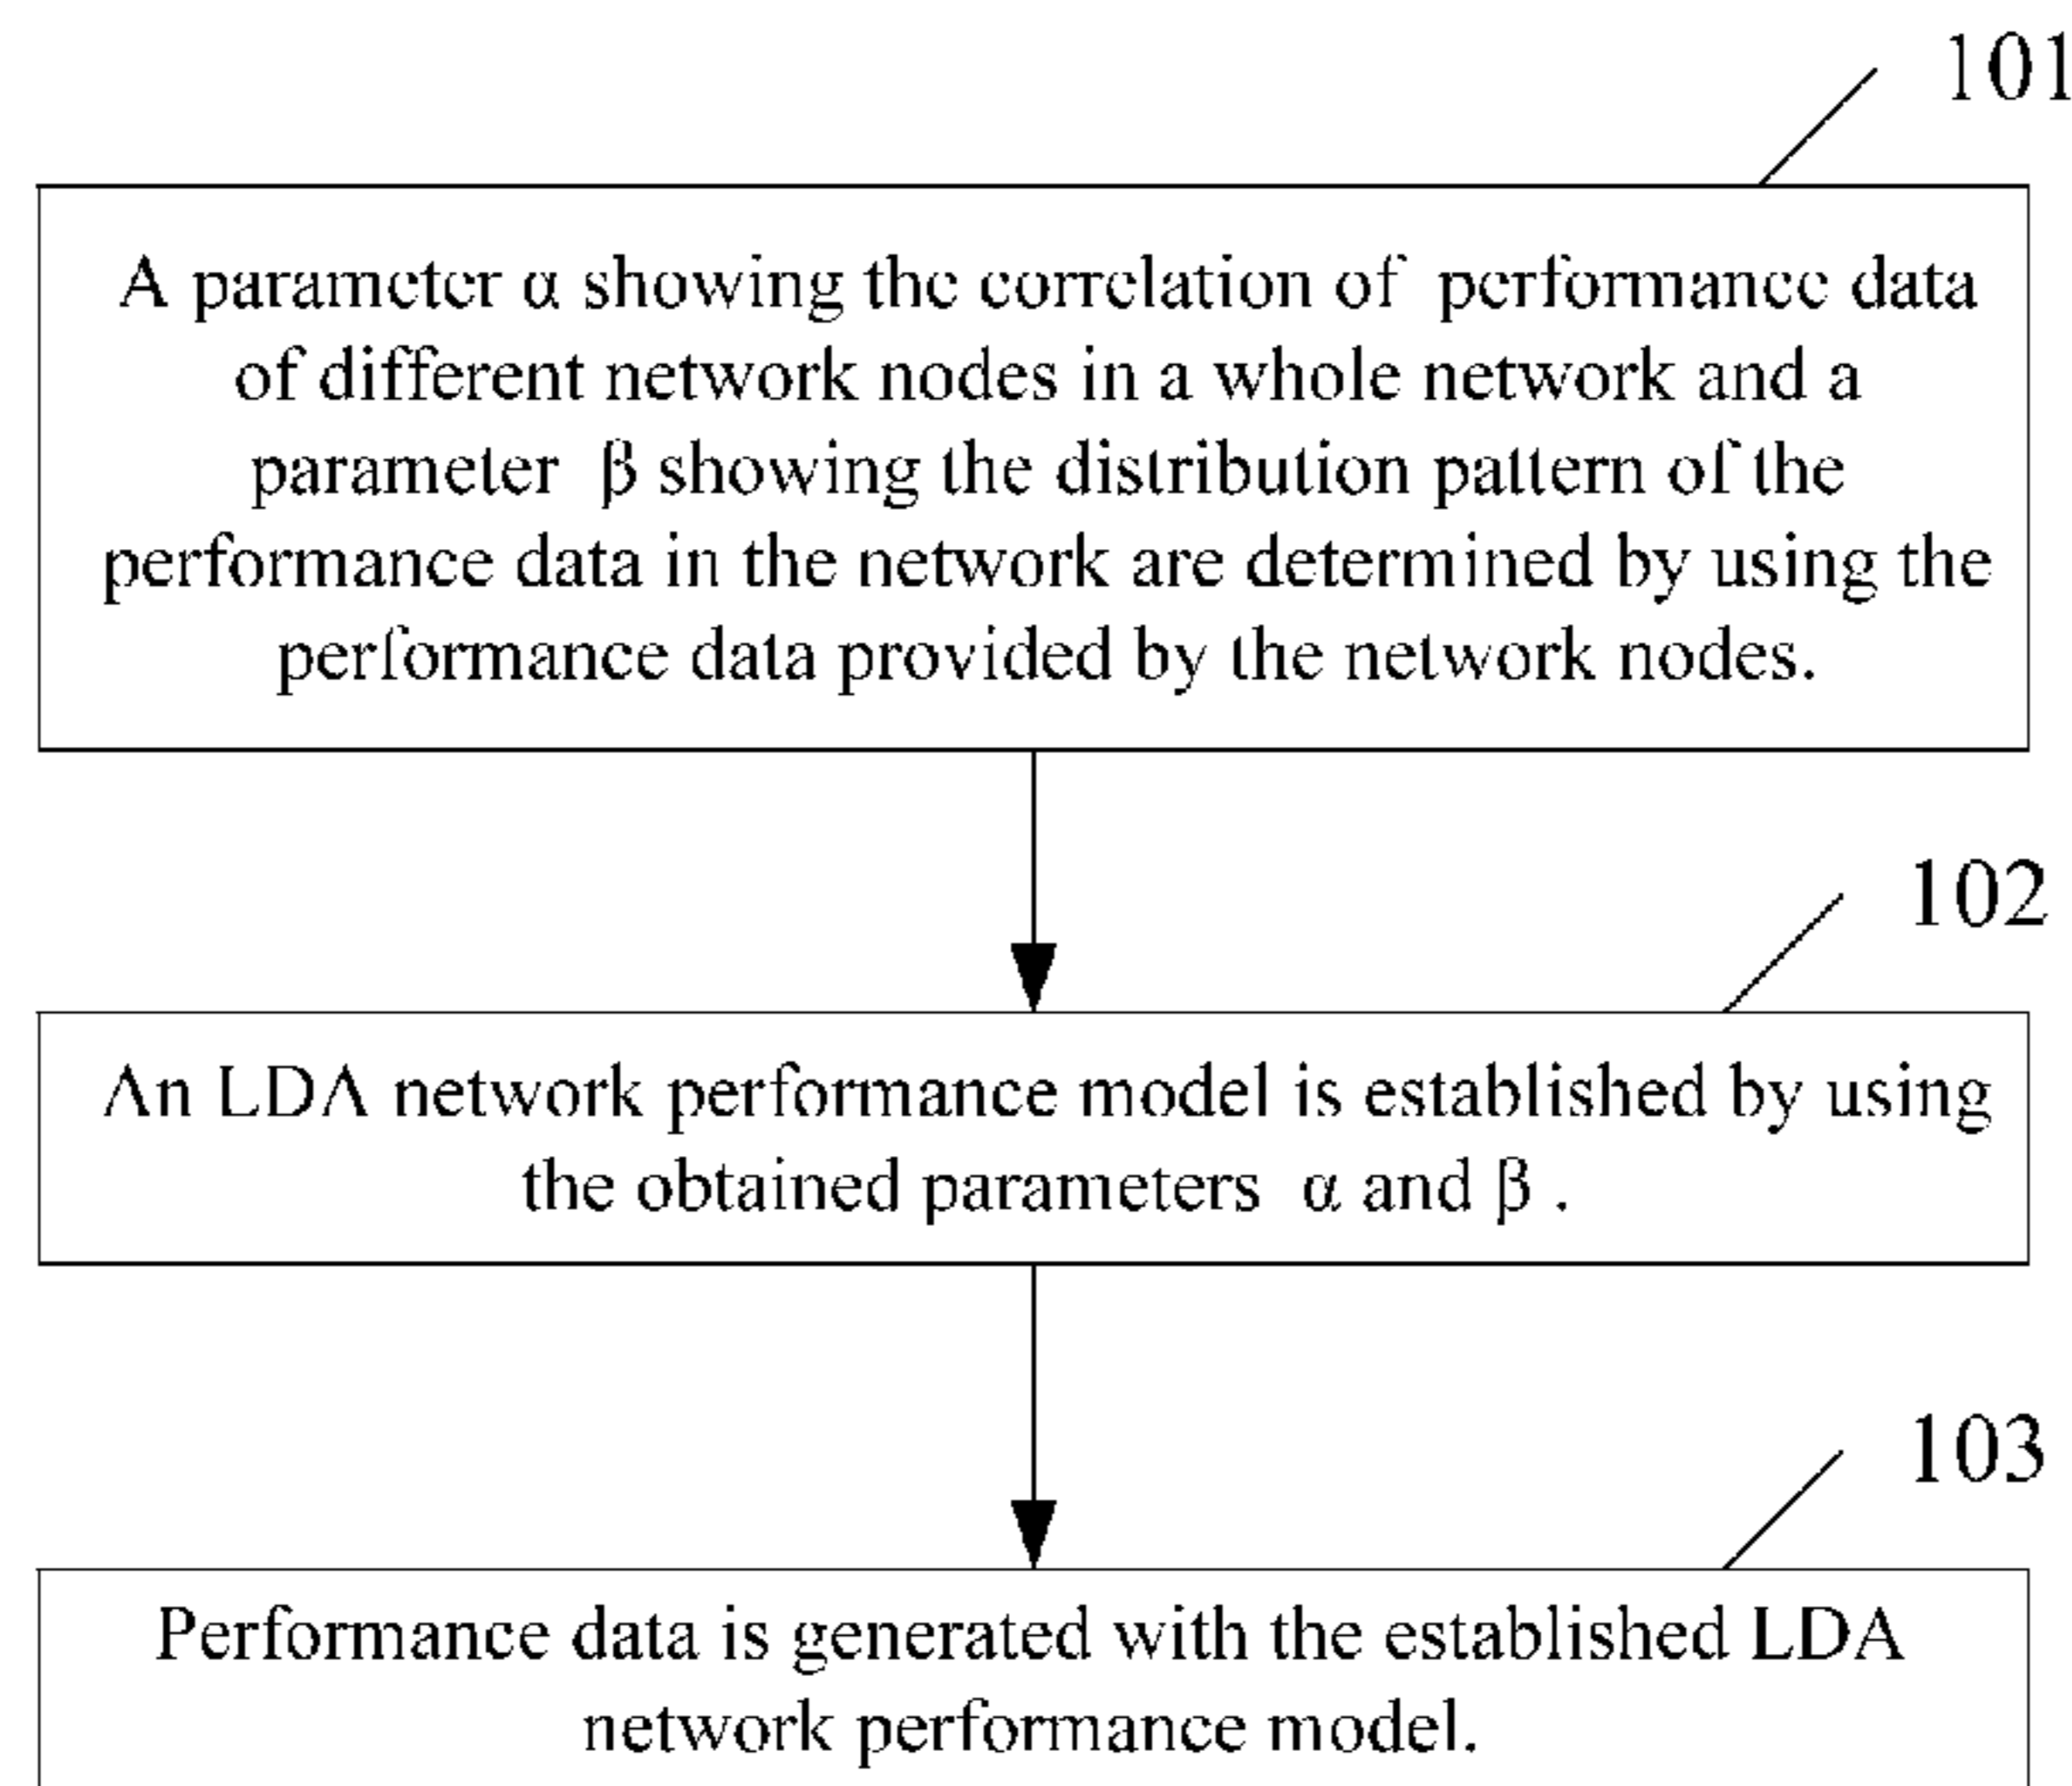 101
A parameter α showing the correlation of performance data
of different network nodes in a whole network and a
parameter β showing the distribution pattern of the
performance data in the network are determined by using the
performance data provided by the network nodes.
102
An LDA network performance model is established by using
the obtained parameters α and β .
103
Performance data is generated with the established LDA
network performance model.